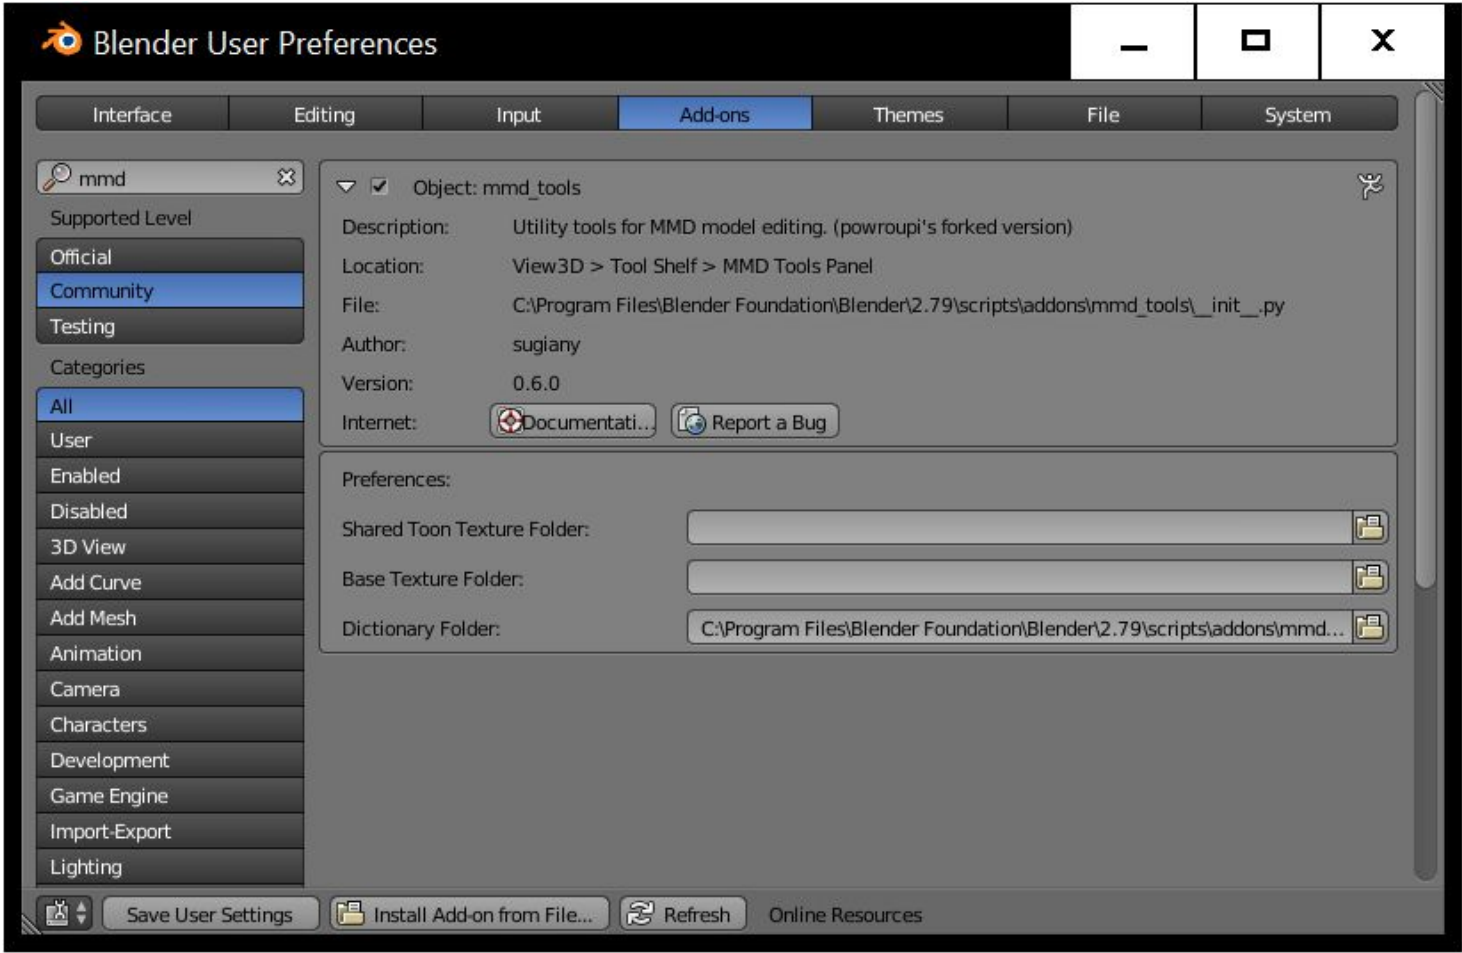 Blender User Preferences
Interface Editing Input Add-ons Themes File System
mmd
Supported Level
Official
Community
Testing
Categories
All
User
Enabled
Disabled
3D View
Add Curve
Add Mesh
Animation
Camera
Characters
Development
Game Engine
Import-Export
Lighting
Object: mmd_tools
Description: Utility tools for MMD model editing. (powroupi's forked version)
Location: View3D > Tool Shelf > MMD Tools Panel
File: C:\Program Files\Blender Foundation\Blender\2.79\scripts\addons\mmd_tools\__init__.py
Author: sugiany
Version: 0.6.0
Internet: Documentati... Report a Bug
Preferences:
Shared Toon Texture Folder:
Base Texture Folder:
Dictionary Folder: C:\Program Files\Blender Foundation\Blender\2.79\scripts\addons\mmd...
Save User Settings Install Add-on from File... Refresh Online Resources